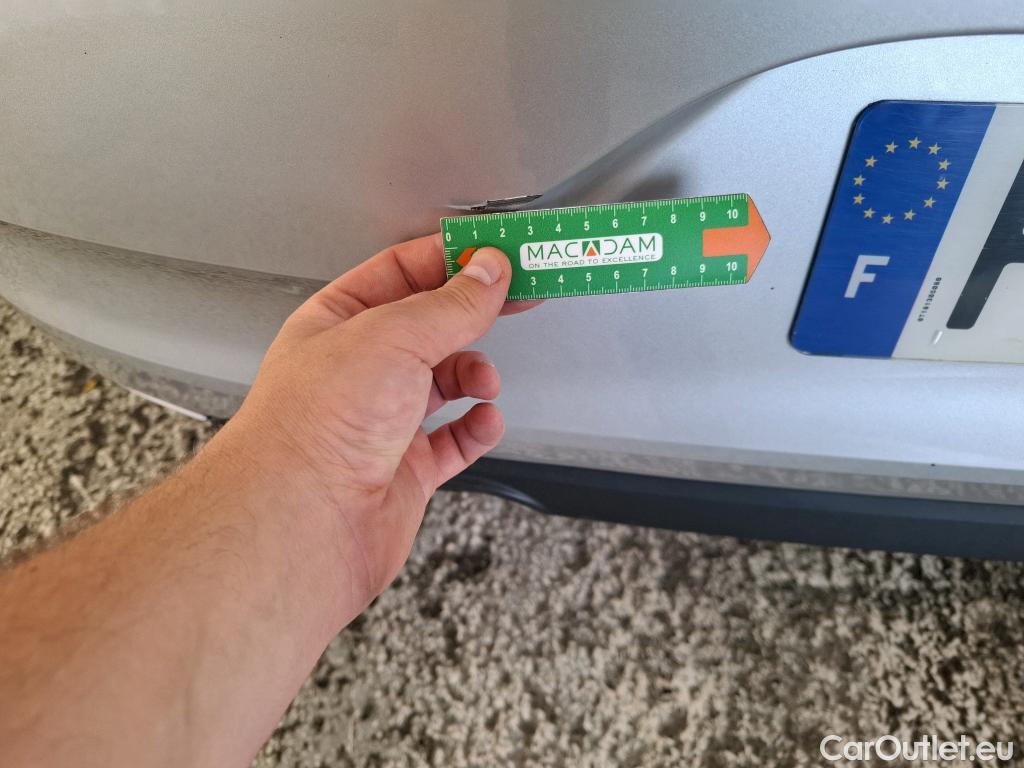 0 1 2 3 4 5 6 7 8 9 10
MACADAM
ON THE ROAD TO EXCELLENCE
3 4 5 6 7 8 9 10
F
CarOutlet.eu